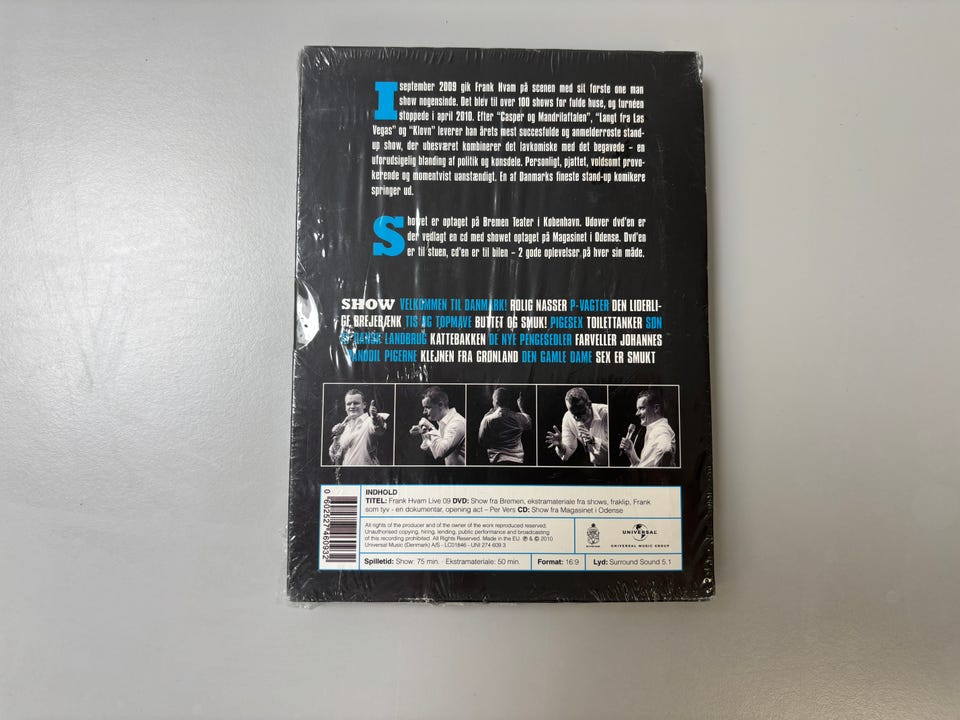 I september 2009 gik Frank Hvam på scenen med sit første one man
show nogensinde. Det blev til over 100 shows for fulde huse, og turnéen
stoppede i april 2010. Efter "Casper og Mandrilaftalen", "Langt fra Las
Vegas" og "Klovn" leverer han årets mest succesfulde og anmelderroste stand-
up show, der ubesværet kombinerer det lavkomiske med det begavede – en
uforudsigelig blanding af politik og kønsdele. Personligt, pjattet, voldsomt provo-
kerende og momentvist uanstændigt. En af Danmarks fineste stand-up komikere
springer ud.
Showet er optaget på Bremen Teater i København. Udover dvd'en er
der vedlagt en cd med showet optaget på Magasinet i Odense. Dvd'en
er til stuen, cd'en er til bilen – 2 gode oplevelser på hver sin måde.
SHOW VELKOMMEN TIL DANMARK! ROLIG NASSER P-VAGTER DEN LIDERLI-
GE BREJEBÆNK TIS OG TOPMAVE BUTTET OG SMUK! PIGESEX TOILETTANKER SØN
AF DANSK LANDBRUG KATTEBAKKEN DE NYE PENGESEDLER FARVELLER JOHANNES
PIGERNE KLEJNEN FRA GRØNLAND DEN GAMLE DAME SEX ER SMUKT
0 602527 460932
INDHOLD
TITEL: Frank Hvam Live 09 DVD: Show fra Bremen, ekstramateriale fra shows, fraklip, Frank
som tyv - en dokumentar, opening act – Per Vers CD: Show fra Magasinet i Odense
All rights of the producer and of the owner of the work reproduced reserved.
Unauthorised copying, hiring, lending, public performance and broadcasting
of this recording prohibited. All Rights Reserved. Made in the EU. ℗ & © 2010
Universal Music (Denmark) A/S - LC01846 - UNI 274 609 3
UNIVERSAL
UNIVERSAL MUSIC GROUP
Spilletid: Show: 75 min. · Ekstramateriale: 50 min.
Format: 16:9
Lyd: Surround Sound 5.1